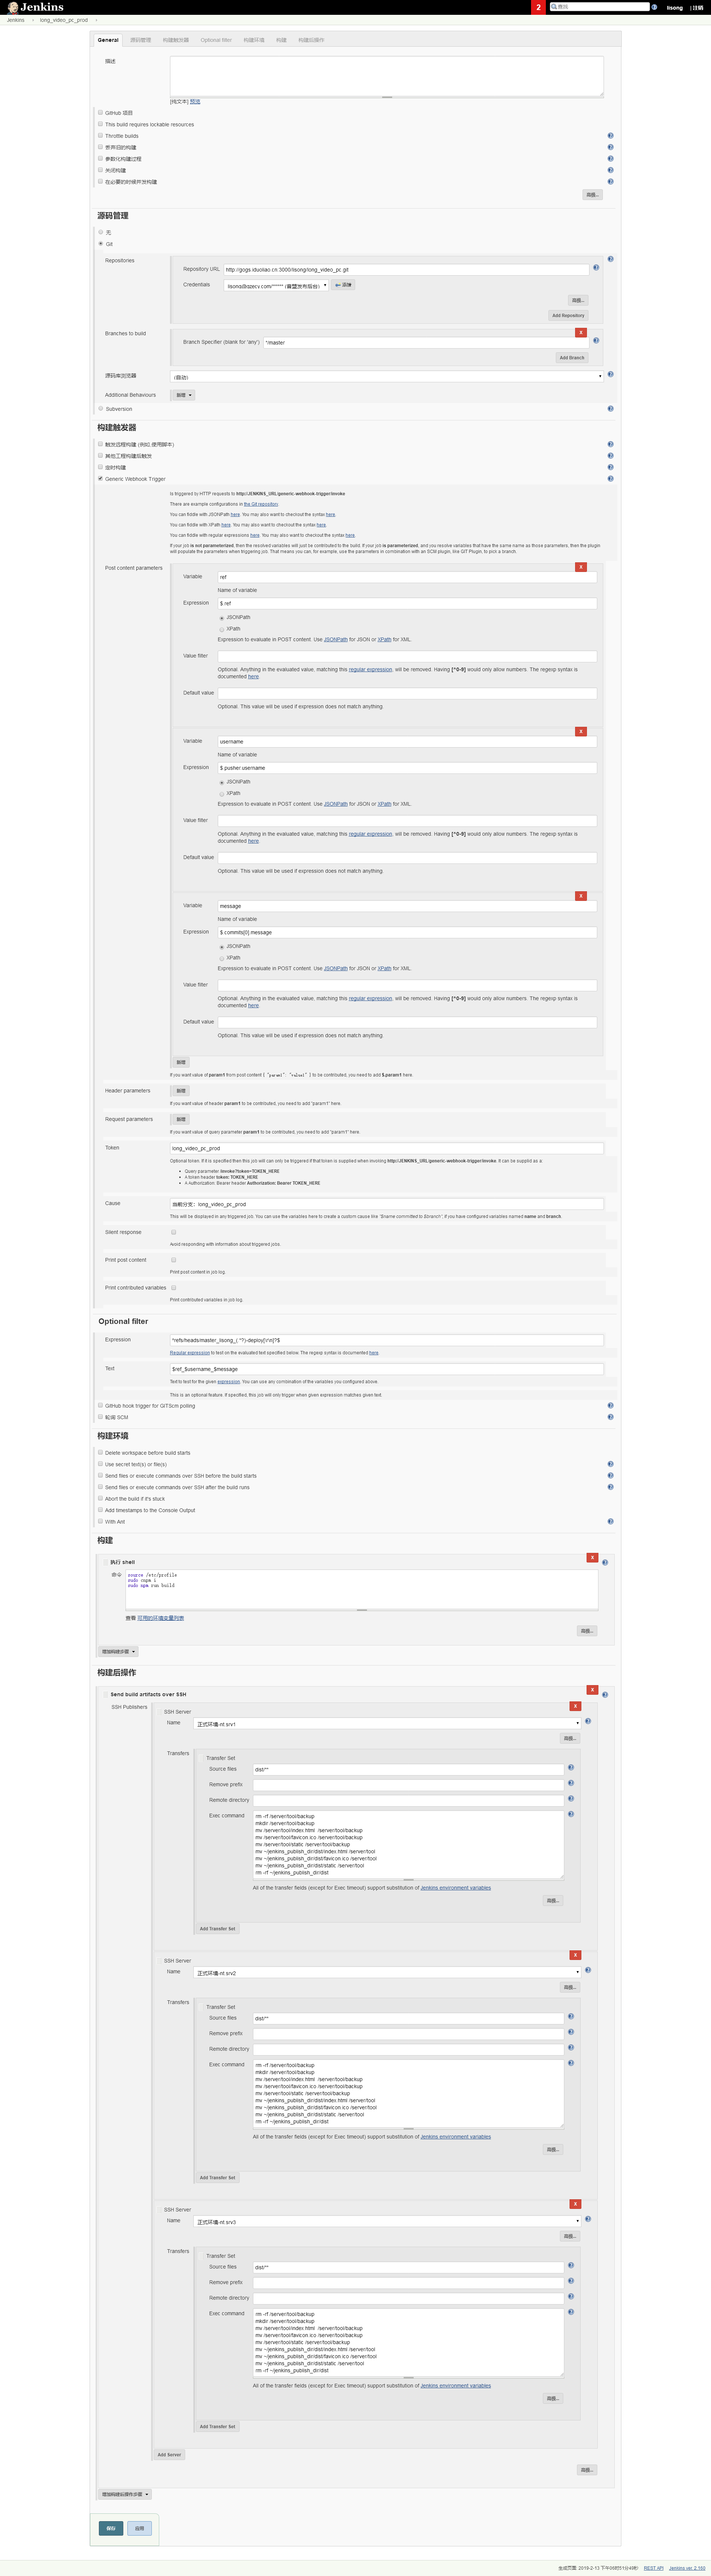 Jenkins
2
查找
lisong
| 注销
Jenkins
long_video_pc_prod
General
源码管理
构建触发器
Optional filter
构建环境
构建
构建后操作
描述
[纯文本] 预览
GitHub 项目
This build requires lockable resources
Throttle builds
丢弃旧的构建
参数化构建过程
关闭构建
在必要的时候并发构建
高级...
源码管理
无
Git
Repositories
Repository URL
Credentials
添加
高级...
Add Repository
Branches to build
X
Branch Specifier (blank for 'any')
*/master
Add Branch
源码库浏览器
(自动)
Additional Behaviours
新增
Subversion
构建触发器
触发远程构建 (例如,使用脚本)
其他工程构建后触发
定时构建
Generic Webhook Trigger
Is triggered by HTTP requests to http://JENKINS_URL/generic-webhook-trigger/invoke
There are example configurations in the Git repository.
You can fiddle with JSONPath here. You may also want to checkout the syntax here.
You can fiddle with XPath here. You may also want to checkout the syntax here.
You can fiddle with regular expressions here. You may also want to checkout the syntax here.
If your job is not parameterized, then the resolved variables will just be contributed to the build. If your job is parameterized, and you resolve variables that have the same name as those parameters, then the plugin
will populate the parameters when triggering job. That means you can, for example, use the parameters in combination with an SCM plugin, like GIT Plugin, to pick a branch.
Post content parameters
X
Variable
ref
Name of variable
Expression
$.ref
JSONPath
XPath
Expression to evaluate in POST content. Use JSONPath for JSON or XPath for XML.
Value filter
Optional. Anything in the evaluated value, matching this regular expression, will be removed. Having [^0-9] would only allow numbers. The regexp syntax is
documented here.
Default value
Optional. This value will be used if expression does not match anything.
X
Variable
username
Name of variable
Expression
$.pusher.username
JSONPath
XPath
Expression to evaluate in POST content. Use JSONPath for JSON or XPath for XML.
Value filter
Optional. Anything in the evaluated value, matching this regular expression, will be removed. Having [^0-9] would only allow numbers. The regexp syntax is
documented here.
Default value
Optional. This value will be used if expression does not match anything.
X
Variable
message
Name of variable
Expression
$.commits[0].message
JSONPath
XPath
Expression to evaluate in POST content. Use JSONPath for JSON or XPath for XML.
Value filter
Optional. Anything in the evaluated value, matching this regular expression, will be removed. Having [^0-9] would only allow numbers. The regexp syntax is
documented here.
Default value
Optional. This value will be used if expression does not match anything.
新增
If you want value of param1 from post content { "param1": "value1" } to be contributed, you need to add $.param1 here.
Header parameters
新增
If you want value of header param1 to be contributed, you need to add "param1" here.
Request parameters
新增
If you want value of query parameter param1 to be contributed, you need to add "param1" here.
Token
long_video_pc_prod
Optional token. If it is specified then this job can only be triggered if that token is supplied when invoking http://JENKINS_URL/generic-webhook-trigger/invoke. It can be supplid as a:
Query parameter /invoke?token=TOKEN_HERE
A token header token: TOKEN_HERE
A Authorization: Bearer header Authorization: Bearer TOKEN_HERE
Cause
当前分支：long_video_pc_prod
This will be displayed in any triggered job. You can use the variables here to create a custom cause like "$name committed to $branch", if you have configured variables named name and branch.
Silent response
Avoid responding with information about triggered jobs.
Print post content
Print post content in job log.
Print contributed variables
Print contributed variables in job log.
Optional filter
Expression
Regular expression to test on the evaluated text specified below. The regexp syntax is documented here.
Text
$ref_$username_$message
Text to test for the given expression. You can use any combination of the variables you configured above.
This is an optional feature. If specified, this job will only trigger when given expression matches given text.
GitHub hook trigger for GITScm polling
轮询 SCM
构建环境
Delete workspace before build starts
Use secret text(s) or file(s)
Send files or execute commands over SSH before the build starts
Send files or execute commands over SSH after the build runs
Abort the build if it's stuck
Add timestamps to the Console Output
With Ant
构建
X
执行 shell
命令
source /etc/profile
sudo cnpm i
sudo npm run build
查看 可用的环境变量列表
高级...
增加构建步骤
构建后操作
X
Send build artifacts over SSH
SSH Publishers
X
SSH Server
Name
正式环境-nt.srv1
高级...
Transfers
Transfer Set
Source files
dist/**
Remove prefix
Remote directory
Exec command
rm -rf /server/tool/backup
mkdir /server/tool/backup
mv /server/tool/index.html /server/tool/backup
mv /server/tool/favicon.ico /server/tool/backup
mv /server/tool/static /server/tool/backup
mv ~/jenkins_publish_dir/dist/index.html /server/tool
mv ~/jenkins_publish_dir/dist/favicon.ico /server/tool
mv ~/jenkins_publish_dir/dist/static /server/tool
rm -rf ~/jenkins_publish_dir/dist
All of the transfer fields (except for Exec timeout) support substitution of Jenkins environment variables
高级...
Add Transfer Set
X
SSH Server
Name
正式环境-nt.srv2
高级...
Transfers
Transfer Set
Source files
dist/**
Remove prefix
Remote directory
Exec command
rm -rf /server/tool/backup
mkdir /server/tool/backup
mv /server/tool/index.html /server/tool/backup
mv /server/tool/favicon.ico /server/tool/backup
mv /server/tool/static /server/tool/backup
mv ~/jenkins_publish_dir/dist/index.html /server/tool
mv ~/jenkins_publish_dir/dist/favicon.ico /server/tool
mv ~/jenkins_publish_dir/dist/static /server/tool
rm -rf ~/jenkins_publish_dir/dist
All of the transfer fields (except for Exec timeout) support substitution of Jenkins environment variables
高级...
Add Transfer Set
X
SSH Server
Name
正式环境-nt.srv3
高级...
Transfers
Transfer Set
Source files
dist/**
Remove prefix
Remote directory
Exec command
rm -rf /server/tool/backup
mkdir /server/tool/backup
mv /server/tool/index.html /server/tool/backup
mv /server/tool/favicon.ico /server/tool/backup
mv /server/tool/static /server/tool/backup
mv ~/jenkins_publish_dir/dist/index.html /server/tool
mv ~/jenkins_publish_dir/dist/favicon.ico /server/tool
mv ~/jenkins_publish_dir/dist/static /server/tool
rm -rf ~/jenkins_publish_dir/dist
All of the transfer fields (except for Exec timeout) support substitution of Jenkins environment variables
高级...
Add Transfer Set
Add Server
高级...
增加构建后操作步骤
保存
应用
REST API
Jenkins ver. 2.160